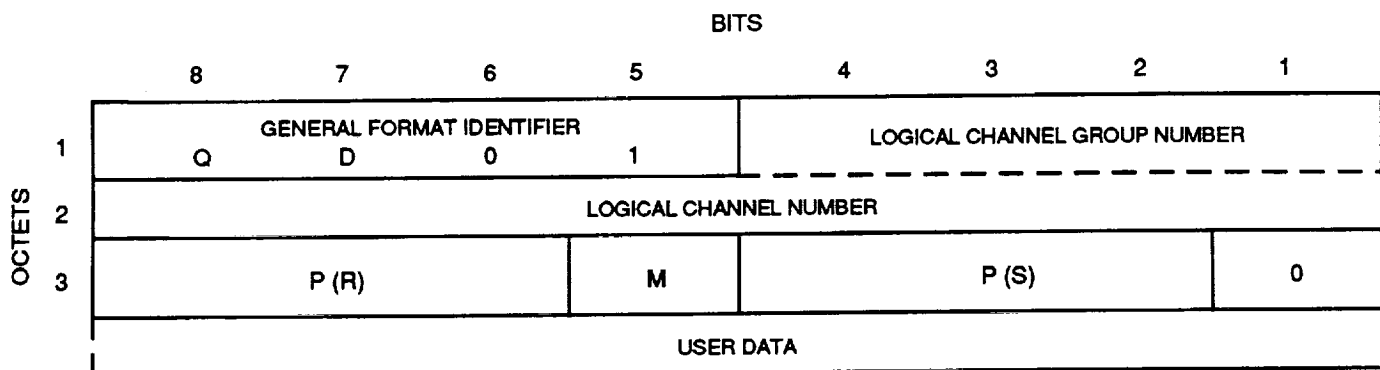 BITS
8 7 6 5 4 3 2 1
OCTETS
1
GENERAL FORMAT IDENTIFIER
Q D 0 1
LOGICAL CHANNEL GROUP NUMBER
2
LOGICAL CHANNEL NUMBER
3
P (R) M P (S) 0
USER DATA